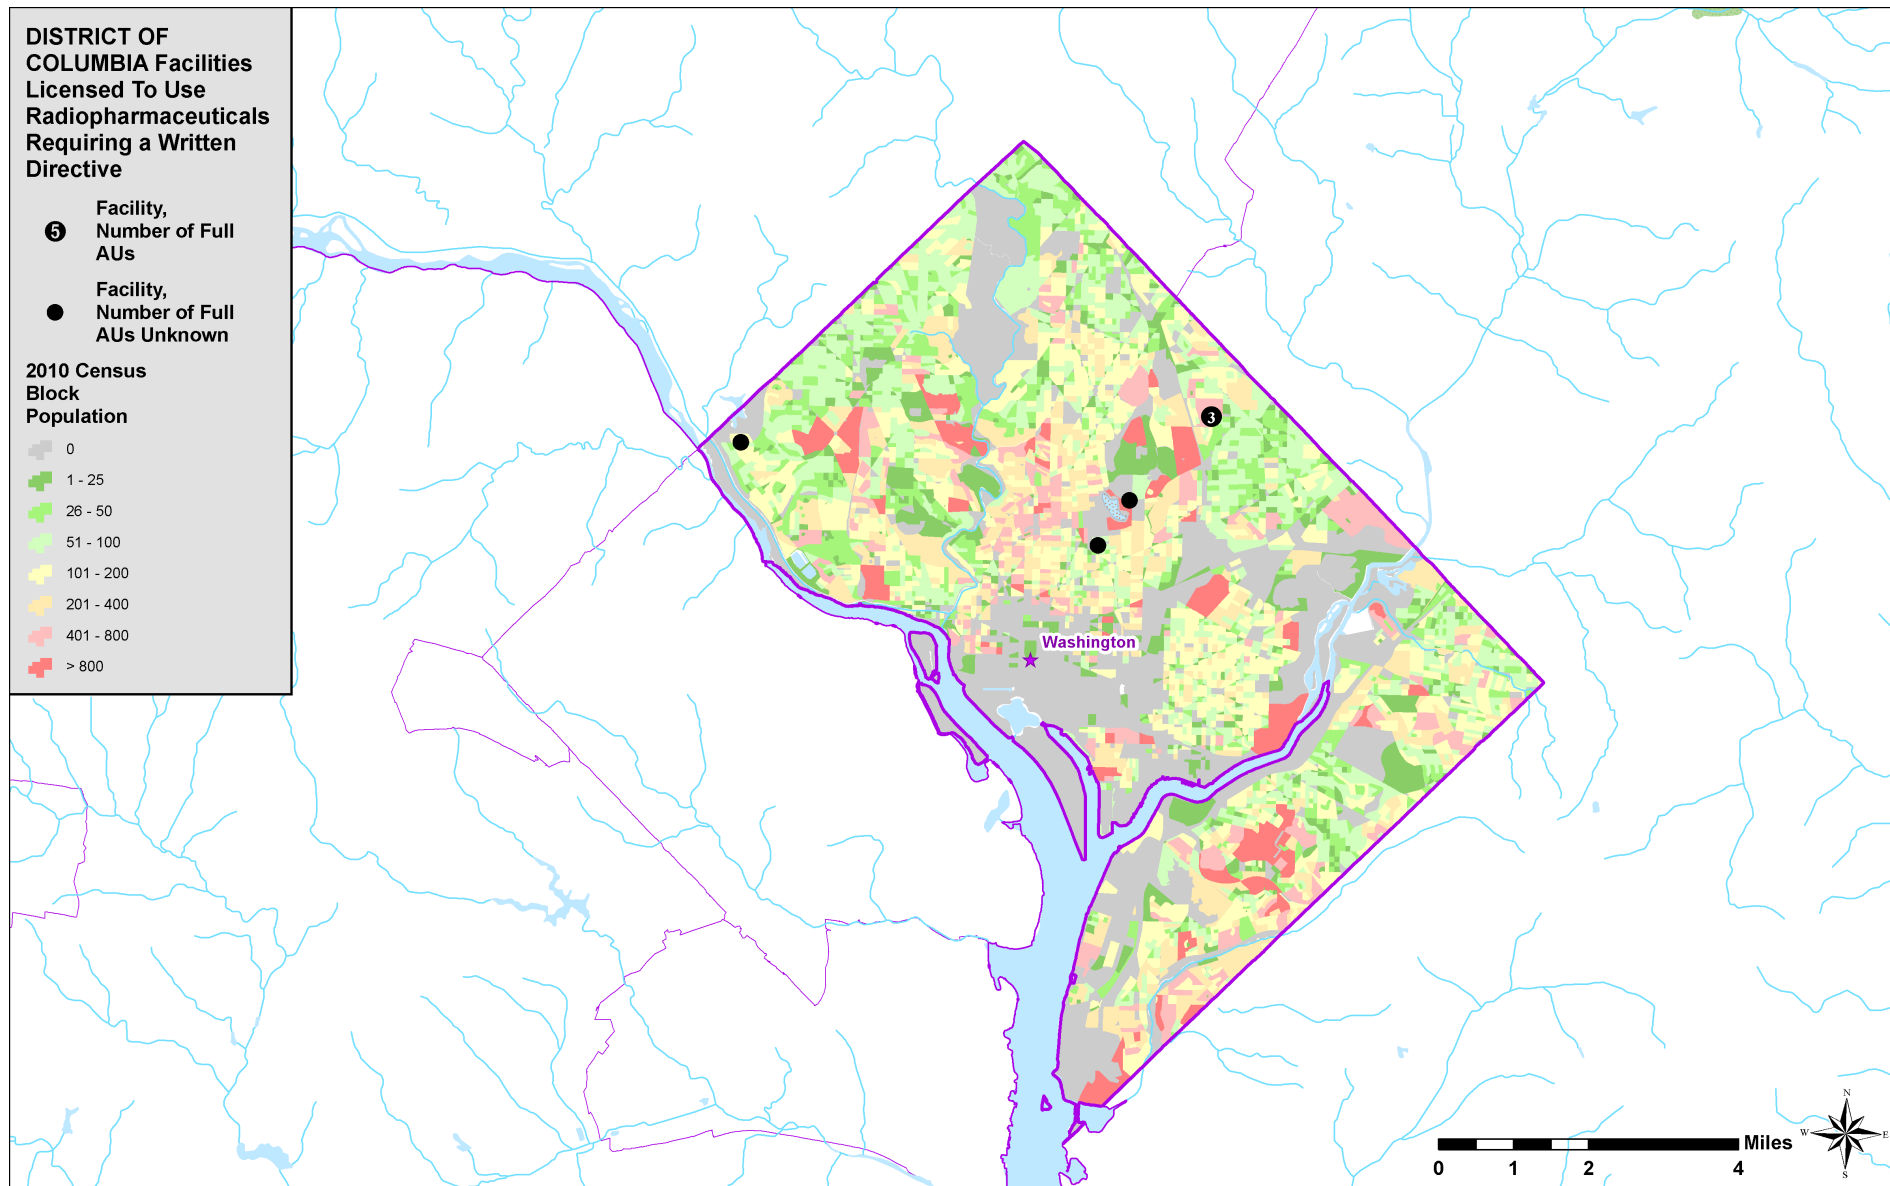 DISTRICT OF
COLUMBIA Facilities
Licensed To Use
Radiopharmaceuticals
Requiring a Written
Directive
5
Facility,
Number of Full
AUs
Facility,
Number of Full
AUs Unknown
2010 Census
Block
Population
0
1 - 25
26 - 50
51 - 100
101 - 200
201 - 400
401 - 800
> 800
3
Washington
Miles
0 1 2 4
N
W E
S